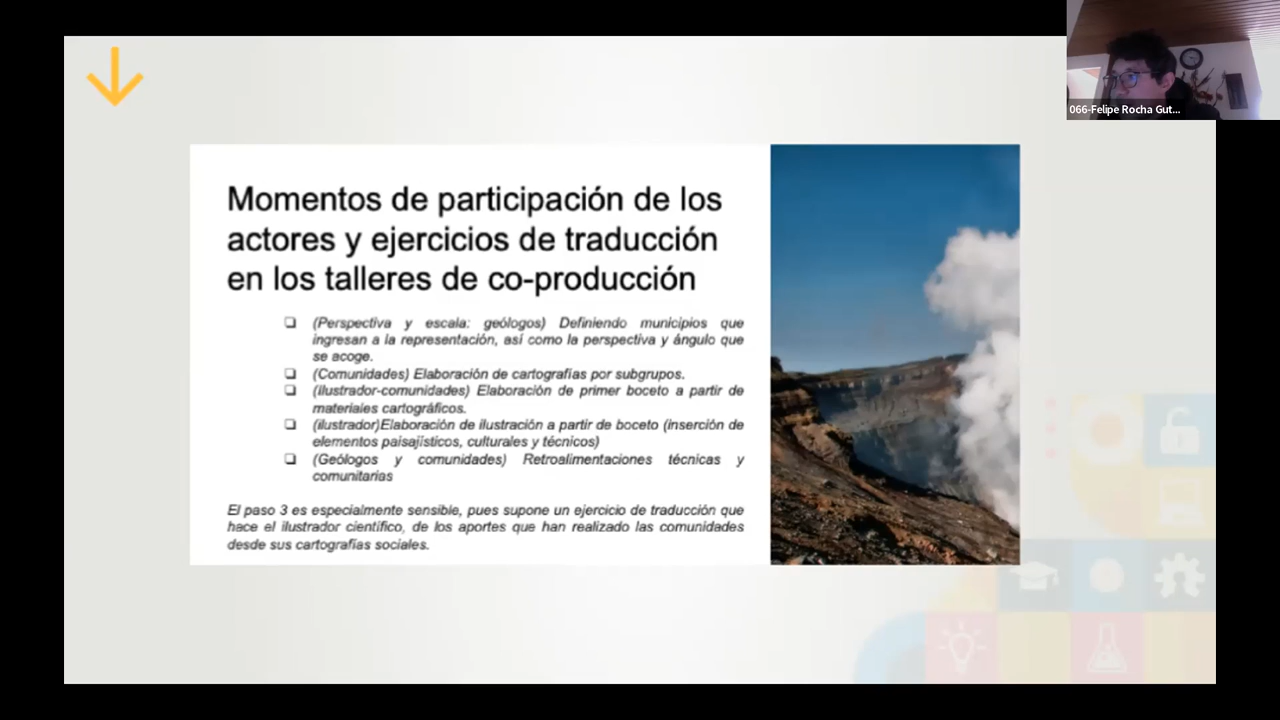 066-Felipe Rocha Gut...
Momentos de participación de los
actores y ejercicios de traducción
en los talleres de co-producción
❑ (Perspectiva y escala: geólogos) Definiendo municipios que
ingresan a la representación, así como la perspectiva y ángulo que
se acoge.
❑ (Comunidades) Elaboración de cartografías por subgrupos.
❑ (ilustrador-comunidades) Elaboración de primer boceto a partir de
materiales cartográficos.
❑ (ilustrador)Elaboración de ilustración a partir de boceto (inserción de
elementos paisajísticos, culturales y técnicos)
❑ (Geólogos y comunidades) Retroalimentaciones técnicas y
comunitarias
El paso 3 es especialmente sensible, pues supone un ejercicio de traducción que
hace el ilustrador científico, de los aportes que han realizado las comunidades
desde sus cartografías sociales.